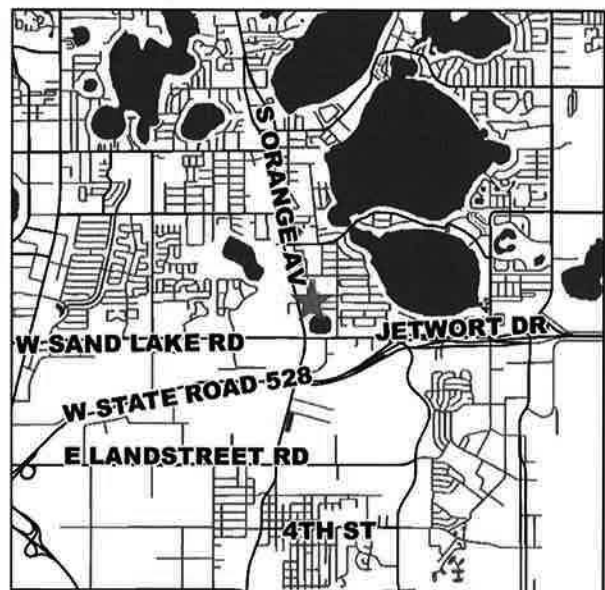 S ORANGE AV
JETWORT DR
W SAND LAKE RD
W STATE ROAD 528
E LANDSTREET RD
4TH ST